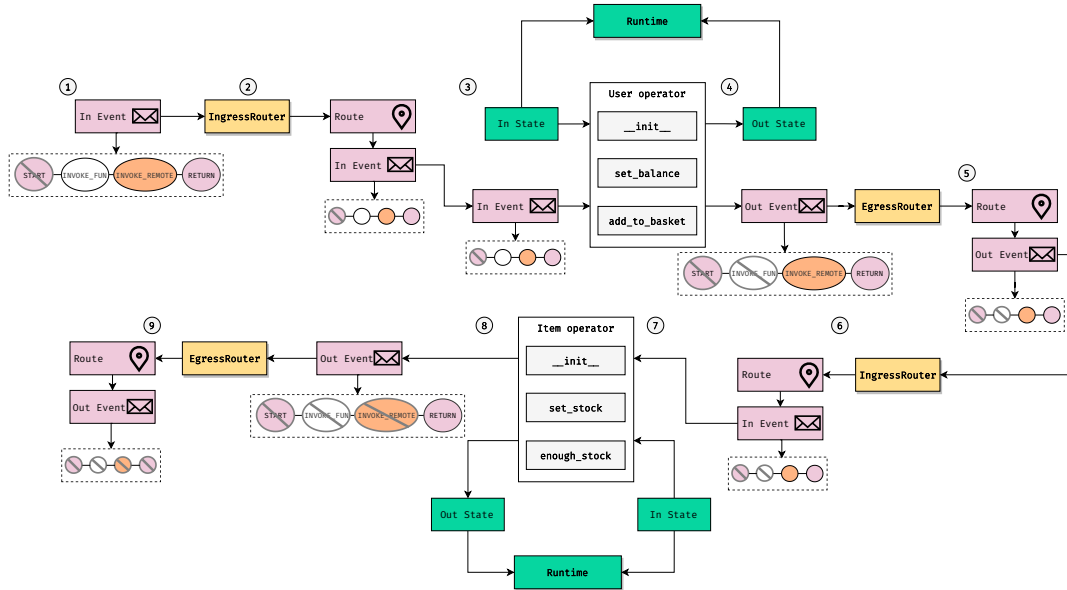 Runtime
1
2
3
4
In Event
IngressRouter
Route
In State
User operator
__init__
set_balance
add_to_basket
Out State
START
INVOKE_FUN
INVOKE_REMOTE
RETURN
In Event
In Event
Out Event
EgressRouter
5
Route
Out Event
START
INVOKE_FUN
INVOKE_REMOTE
RETURN
9
8
7
6
Route
EgressRouter
Out Event
Item operator
__init__
set_stock
enough_stock
Route
IngressRouter
Out Event
In Event
START
INVOKE_FUN
INVOKE_REMOTE
RETURN
Out State
In State
Runtime